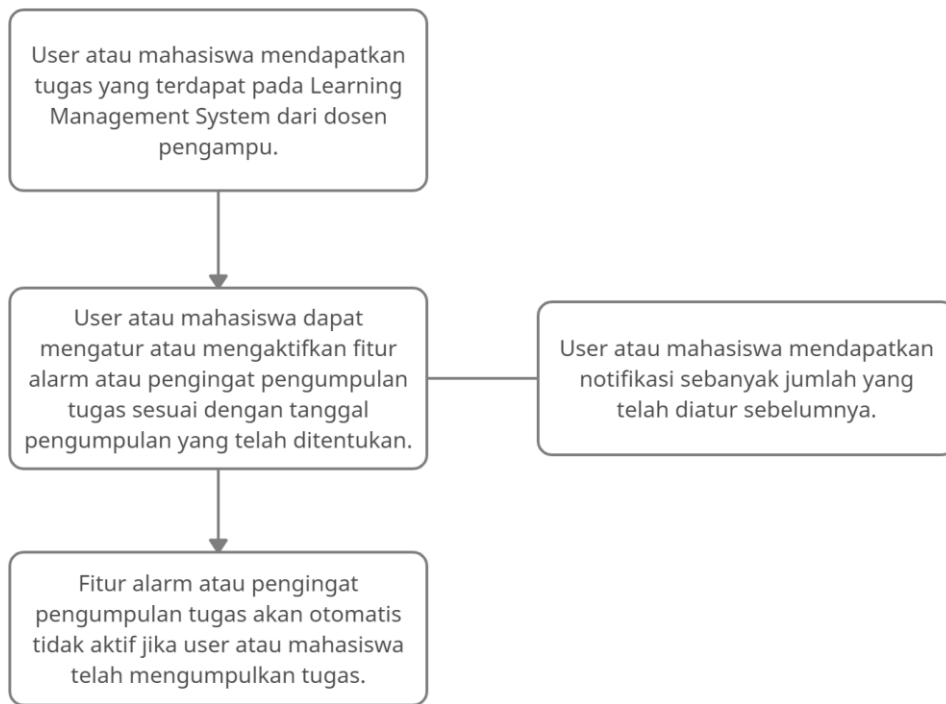 User atau mahasiswa mendapatkan
tugas yang terdapat pada Learning
Management System dari dosen
pengampu.
User atau mahasiswa dapat
mengatur atau mengaktifkan fitur
alarm atau pengingat pengumpulan
tugas sesuai dengan tanggal
pengumpulan yang telah ditentukan.
User atau mahasiswa mendapatkan
notifikasi sebanyak jumlah yang
telah diatur sebelumnya.
Fitur alarm atau pengingat
pengumpulan tugas akan otomatis
tidak aktif jika user atau mahasiswa
telah mengumpulkan tugas.